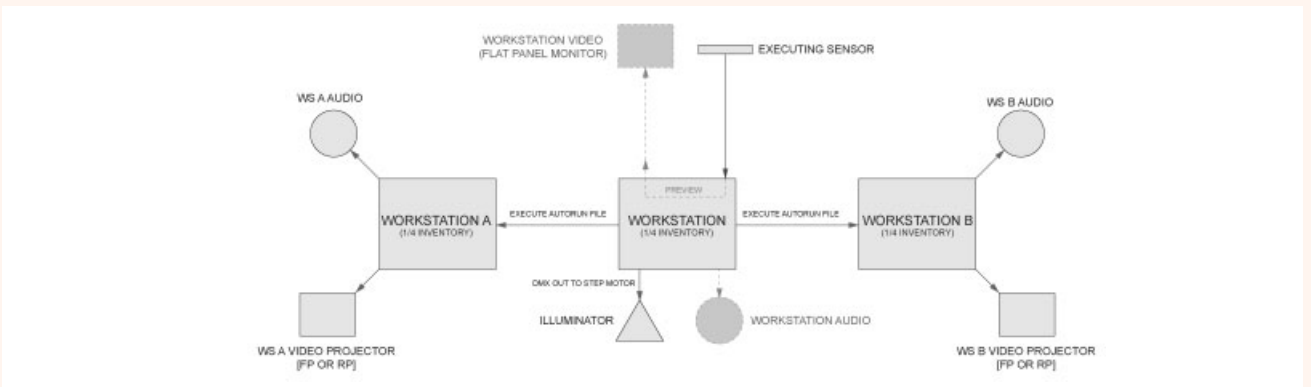 WORKSTATION VIDEO
(FLAT PANEL MONITOR)
EXECUTING SENSOR
WS A AUDIO
WS B AUDIO
PREVIEW
WORKSTATION A
(1/4 INVENTORY)
EXECUTE AUTORUN FILE
WORKSTATION
(1/4 INVENTORY)
EXECUTE AUTORUN FILE
WORKSTATION B
(1/4 INVENTORY)
DMX OUT TO STEP MOTOR
ILLUMINATOR
WORKSTATION AUDIO
WS A VIDEO PROJECTOR
[FP OR RP]
WS B VIDEO PROJECTOR
[FP OR RP]